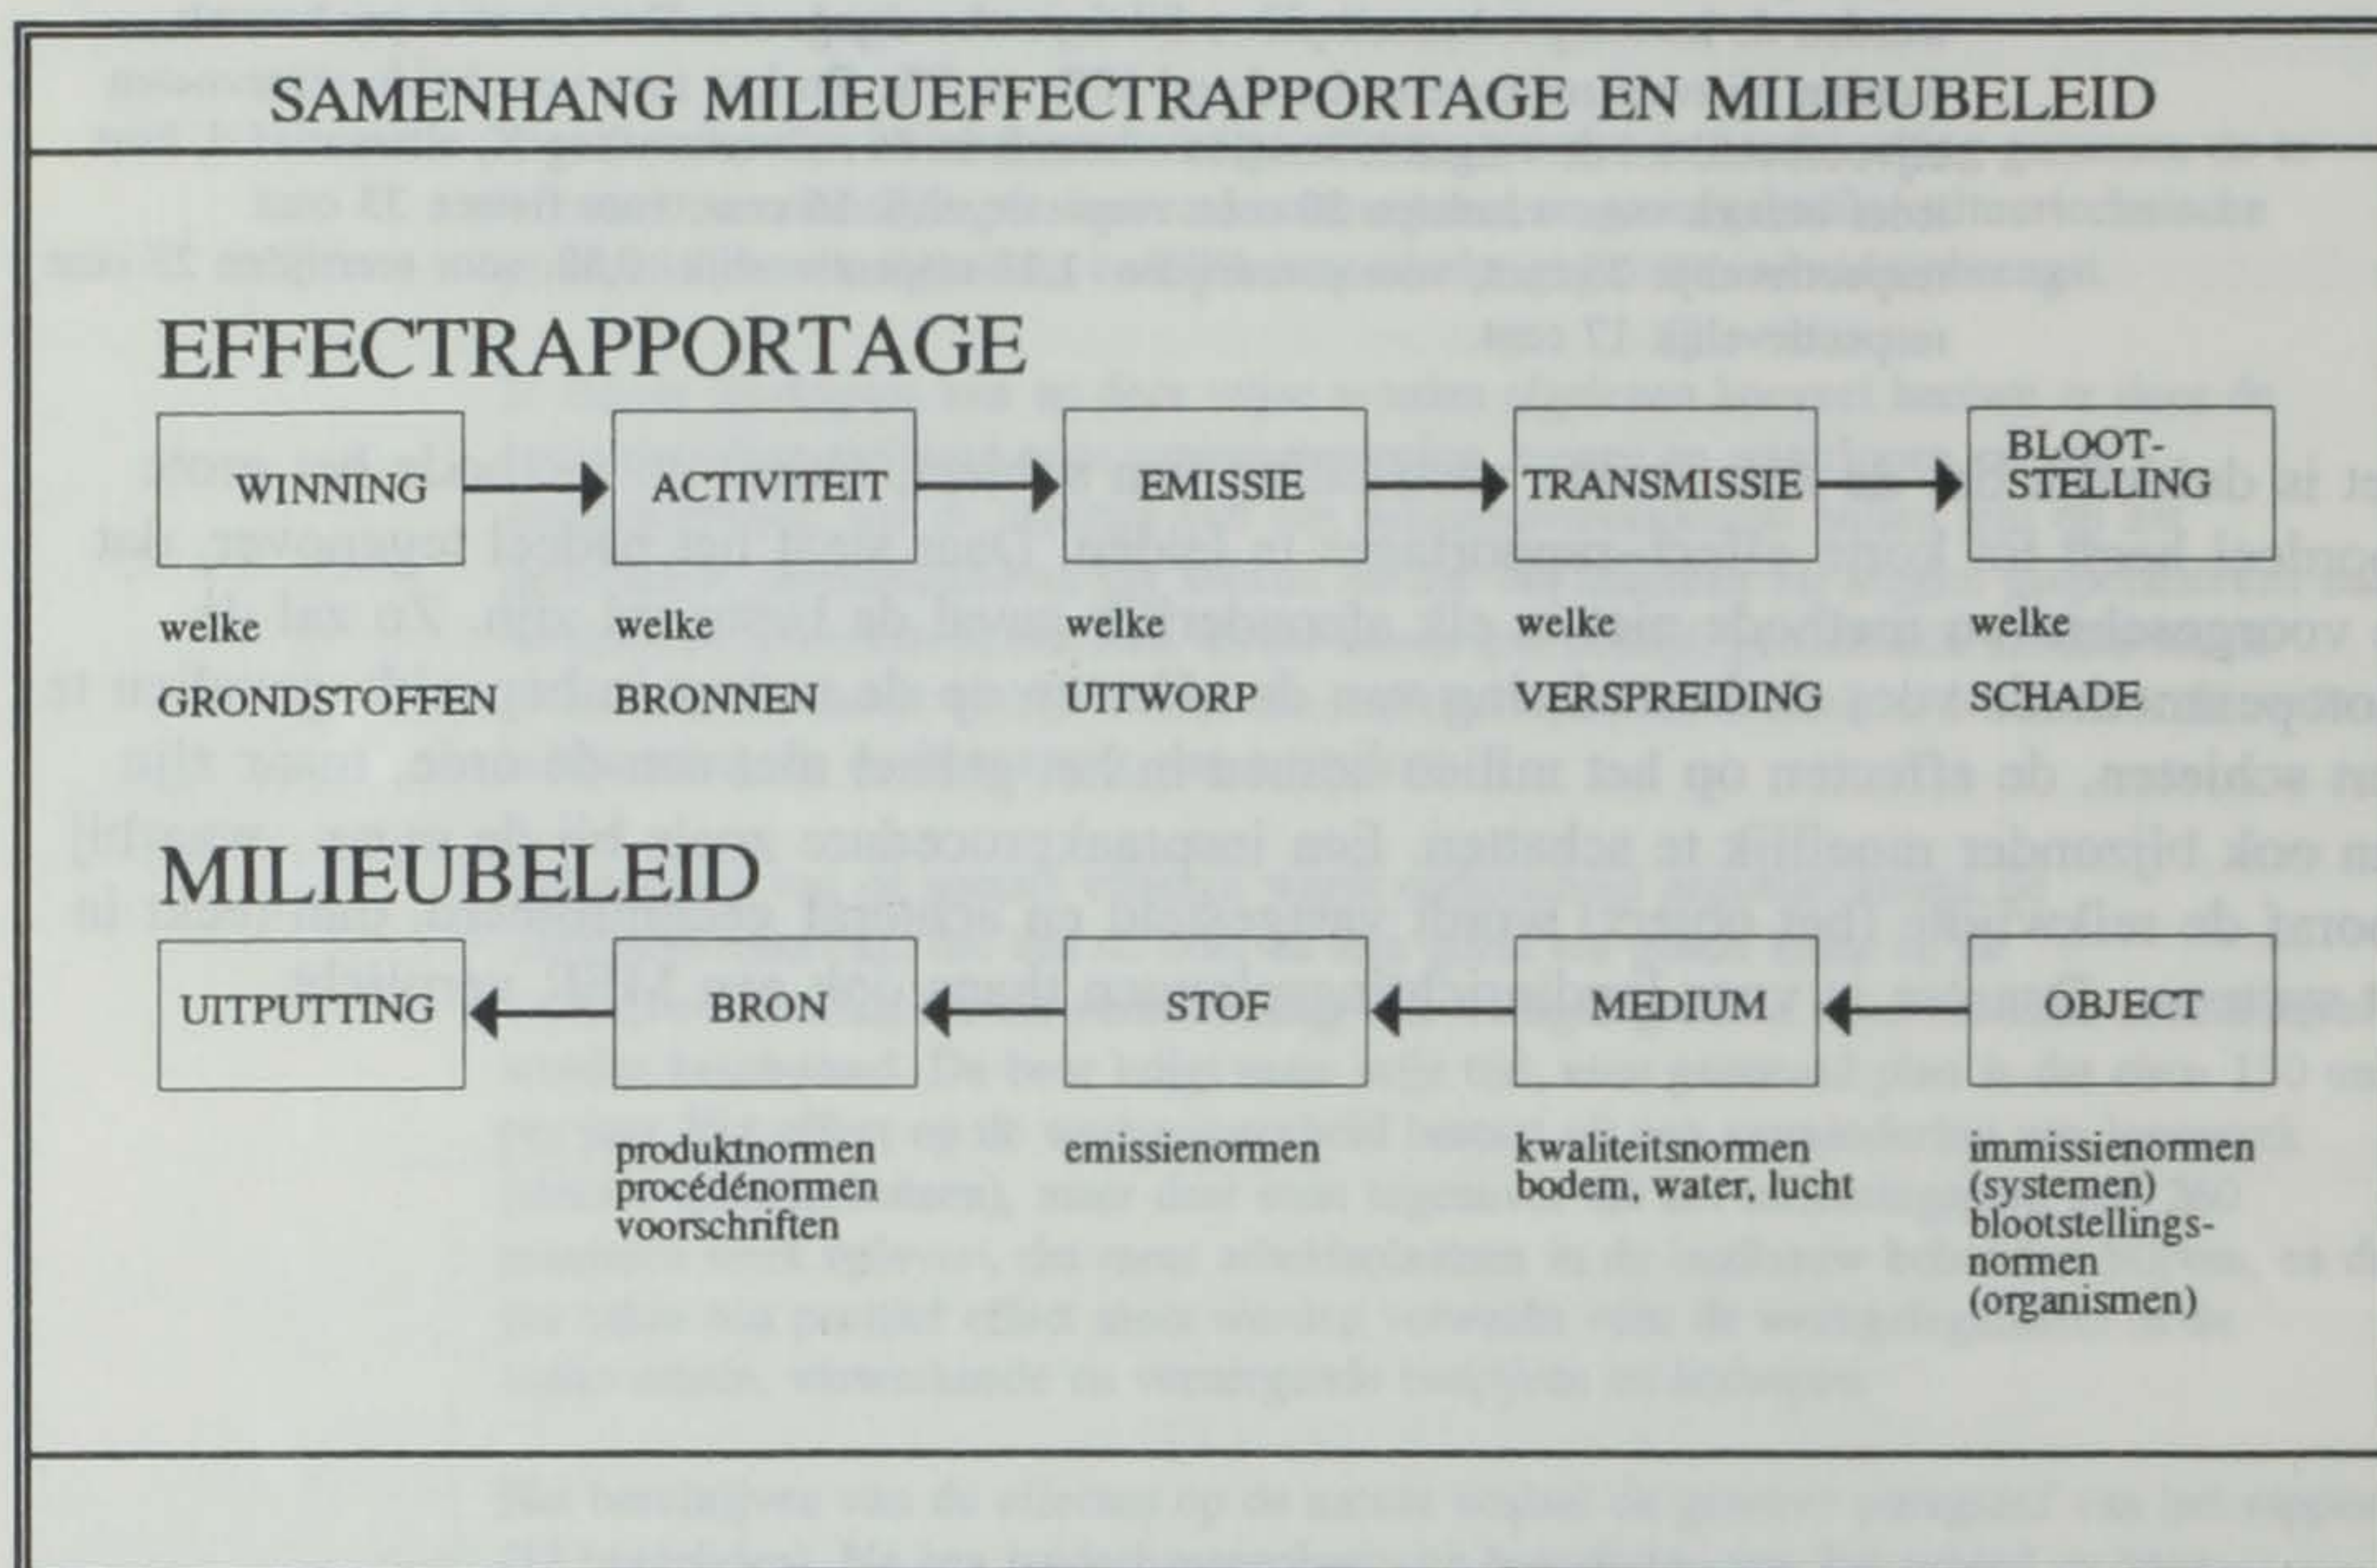 SAMENHANG MILIEUEFFECTRAPPORTAGE EN MILIEUBELEID
EFFECTRAPPORTAGE
WINNING
ACTIVITEIT
EMISSIE
TRANSMISSIE
BLOOT-
STELLING
welke
GRONDSTOFFEN
welke
BRONNEN
welke
UITWORP
welke
VERSPREIDING
welke
SCHADE
MILIEUBELEID
UITPUTTING
BRON
STOF
MEDIUM
OBJECT
produktnormen
procédénormen
voorschriften
emissienormen
kwaliteitsnormen
bodem, water, lucht
immissienormen
(systemen)
blootstellings-
normen
(organismen)